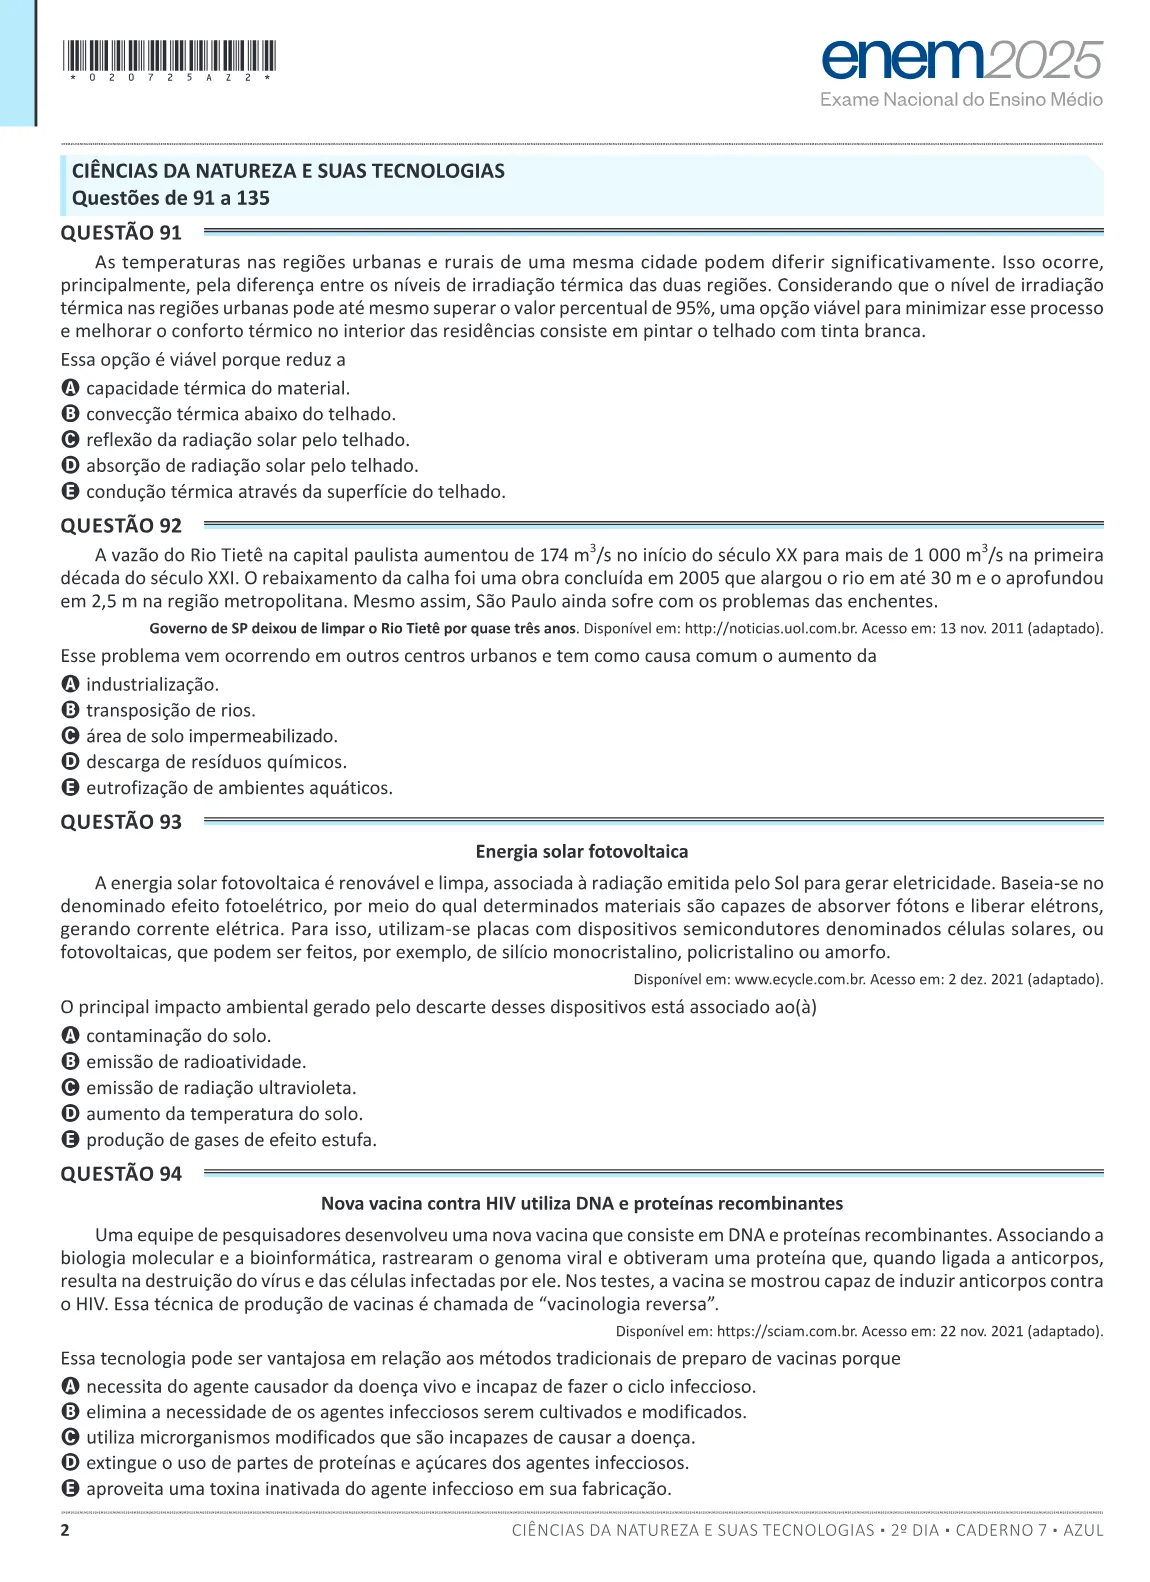 *020725AZ2*
enem2025
Exame Nacional do Ensino Médio
CIÊNCIAS DA NATUREZA E SUAS TECNOLOGIAS
Questões de 91 a 135
QUESTÃO 91
As temperaturas nas regiões urbanas e rurais de uma mesma cidade podem diferir significativamente. Isso ocorre,
principalmente, pela diferença entre os níveis de irradiação térmica das duas regiões. Considerando que o nível de irradiação
térmica nas regiões urbanas pode até mesmo superar o valor percentual de 95%, uma opção viável para minimizar esse processo
e melhorar o conforto térmico no interior das residências consiste em pintar o telhado com tinta branca.
Essa opção é viável porque reduz a
A capacidade térmica do material.
B convecção térmica abaixo do telhado.
C reflexão da radiação solar pelo telhado.
D absorção de radiação solar pelo telhado.
E condução térmica através da superfície do telhado.
QUESTÃO 92
A vazão do Rio Tietê na capital paulista aumentou de 174 m³/s no início do século XX para mais de 1 000 m³/s na primeira
década do século XXI. O rebaixamento da calha foi uma obra concluída em 2005 que alargou o rio em até 30 m e o aprofundou
em 2,5 m na região metropolitana. Mesmo assim, São Paulo ainda sofre com os problemas das enchentes.
Governo de SP deixou de limpar o Rio Tietê por quase três anos. Disponível em: http://noticias.uol.com.br. Acesso em: 13 nov. 2011 (adaptado).
Esse problema vem ocorrendo em outros centros urbanos e tem como causa comum o aumento da
A industrialização.
B transposição de rios.
C área de solo impermeabilizado.
D descarga de resíduos químicos.
E eutrofização de ambientes aquáticos.
QUESTÃO 93
Energia solar fotovoltaica
A energia solar fotovoltaica é renovável e limpa, associada à radiação emitida pelo Sol para gerar eletricidade. Baseia-se no
denominado efeito fotoelétrico, por meio do qual determinados materiais são capazes de absorver fótons e liberar elétrons,
gerando corrente elétrica. Para isso, utilizam-se placas com dispositivos semicondutores denominados células solares, ou
fotovoltaicas, que podem ser feitos, por exemplo, de silício monocristalino, policristalino ou amorfo.
Disponível em: www.ecycle.com.br. Acesso em: 2 dez. 2021 (adaptado).
O principal impacto ambiental gerado pelo descarte desses dispositivos está associado ao(à)
A contaminação do solo.
B emissão de radioatividade.
C emissão de radiação ultravioleta.
D aumento da temperatura do solo.
E produção de gases de efeito estufa.
QUESTÃO 94
Nova vacina contra HIV utiliza DNA e proteínas recombinantes
Uma equipe de pesquisadores desenvolveu uma nova vacina que consiste em DNA e proteínas recombinantes. Associando a
biologia molecular e a bioinformática, rastrearam o genoma viral e obtiveram uma proteína que, quando ligada a anticorpos,
resulta na destruição do vírus e das células infectadas por ele. Nos testes, a vacina se mostrou capaz de induzir anticorpos contra
o HIV. Essa técnica de produção de vacinas é chamada de “vacinologia reversa”.
Disponível em: https://sciam.com.br. Acesso em: 22 nov. 2021 (adaptado).
Essa tecnologia pode ser vantajosa em relação aos métodos tradicionais de preparo de vacinas porque
A necessita do agente causador da doença vivo e incapaz de fazer o ciclo infeccioso.
B elimina a necessidade de os agentes infecciosos serem cultivados e modificados.
C utiliza microrganismos modificados que são incapazes de causar a doença.
D extingue o uso de partes de proteínas e açúcares dos agentes infecciosos.
E aproveita uma toxina inativada do agente infeccioso em sua fabricação.
2
CIÊNCIAS DA NATUREZA E SUAS TECNOLOGIAS • 2º DIA • CADERNO 7 • AZUL